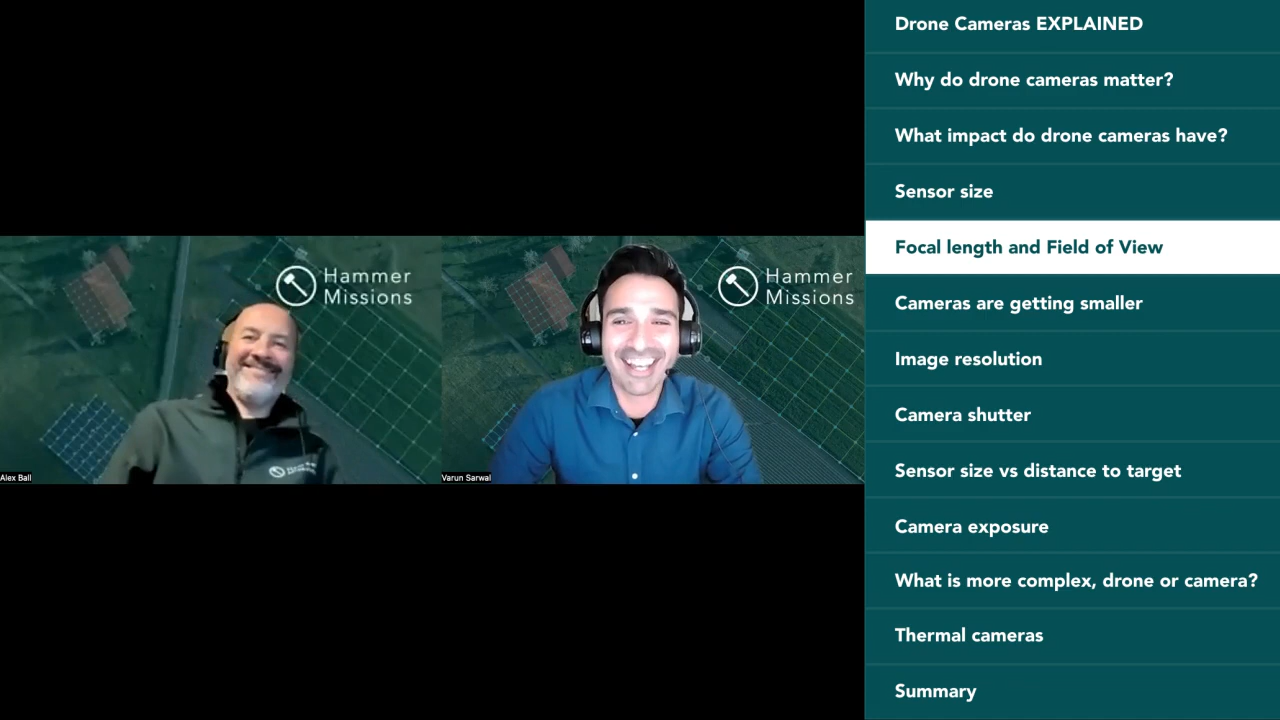 Hammer
Missions
Alex Ball
Hammer
Missions
Varun Sarwal
Drone Cameras EXPLAINED
Why do drone cameras matter?
What impact do drone cameras have?
Sensor size
Focal length and Field of View
Cameras are getting smaller
Image resolution
Camera shutter
Sensor size vs distance to target
Camera exposure
What is more complex, drone or camera?
Thermal cameras
Summary